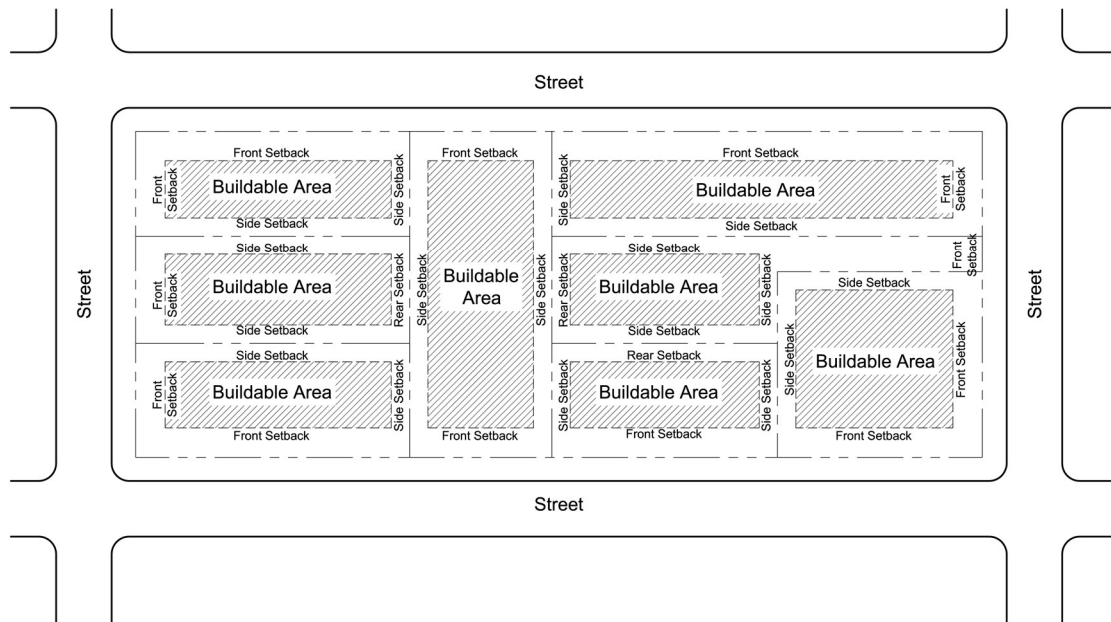 Street
Front Setback
Front Setback
Front Setback
Front
Setback
Buildable Area
Side Setback
Side Setback
Side Setback
Buildable Area
Front
Setback
Side Setback
Side Setback
Front
Setback
Buildable Area
Rear Setback
Side Setback
Side Setback
Buildable
Area
Side Setback
Side Setback
Rear Setback
Buildable Area
Side Setback
Side Setback
Front
Setback
Street
Street
Side Setback
Front
Setback
Buildable Area
Side Setback
Front Setback
Front Setback
Rear Setback
Side Setback
Buildable Area
Side Setback
Front Setback
Side Setback
Side Setback
Buildable Area
Front Setback
Front Setback
Street